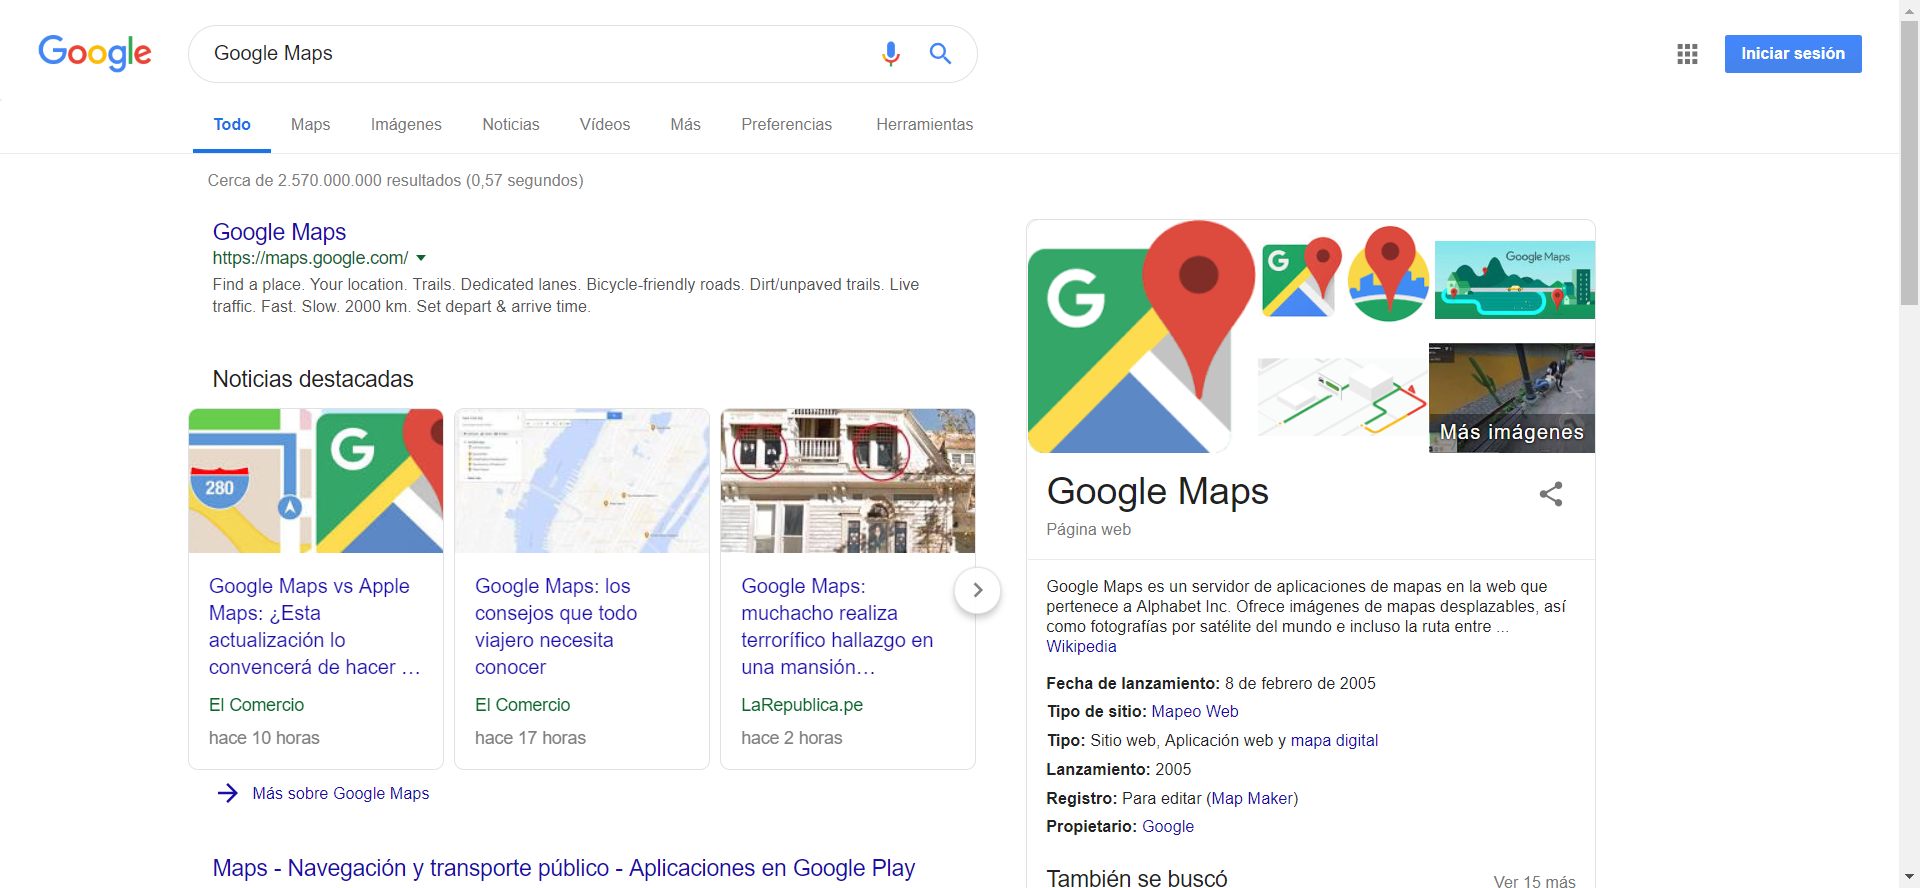 Google
Google Maps
Iniciar sesión
Todo
Maps
Imágenes
Noticias
Vídeos
Más
Preferencias
Herramientas
Cerca de 2.570.000.000 resultados (0,57 segundos)
Google Maps
https://maps.google.com/
Find a place. Your location. Trails. Dedicated lanes. Bicycle-friendly roads. Dirt/unpaved trails. Live
traffic. Fast. Slow. 2000 km. Set depart & arrive time.
Noticias destacadas
280
G
Google Maps vs Apple
Maps: ¿Esta
actualización lo
convencerá de hacer ...
El Comercio
hace 10 horas
Google Maps: los
consejos que todo
viajero necesita
conocer
El Comercio
hace 17 horas
Google Maps:
muchacho realiza
terrorífico hallazgo en
una mansión…
LaRepublica.pe
hace 2 horas
Más sobre Google Maps
Maps - Navegación y transporte público - Aplicaciones en Google Play
G
G
Google Maps
Más imágenes
Google Maps
Página web
Google Maps es un servidor de aplicaciones de mapas en la web que
pertenece a Alphabet Inc. Ofrece imágenes de mapas desplazables, así
como fotografías por satélite del mundo e incluso la ruta entre ...
Wikipedia
Fecha de lanzamiento: 8 de febrero de 2005
Tipo de sitio: Mapeo Web
Tipo: Sitio web, Aplicación web y mapa digital
Lanzamiento: 2005
Registro: Para editar (Map Maker)
Propietario: Google
También se buscó
Ver 15 más